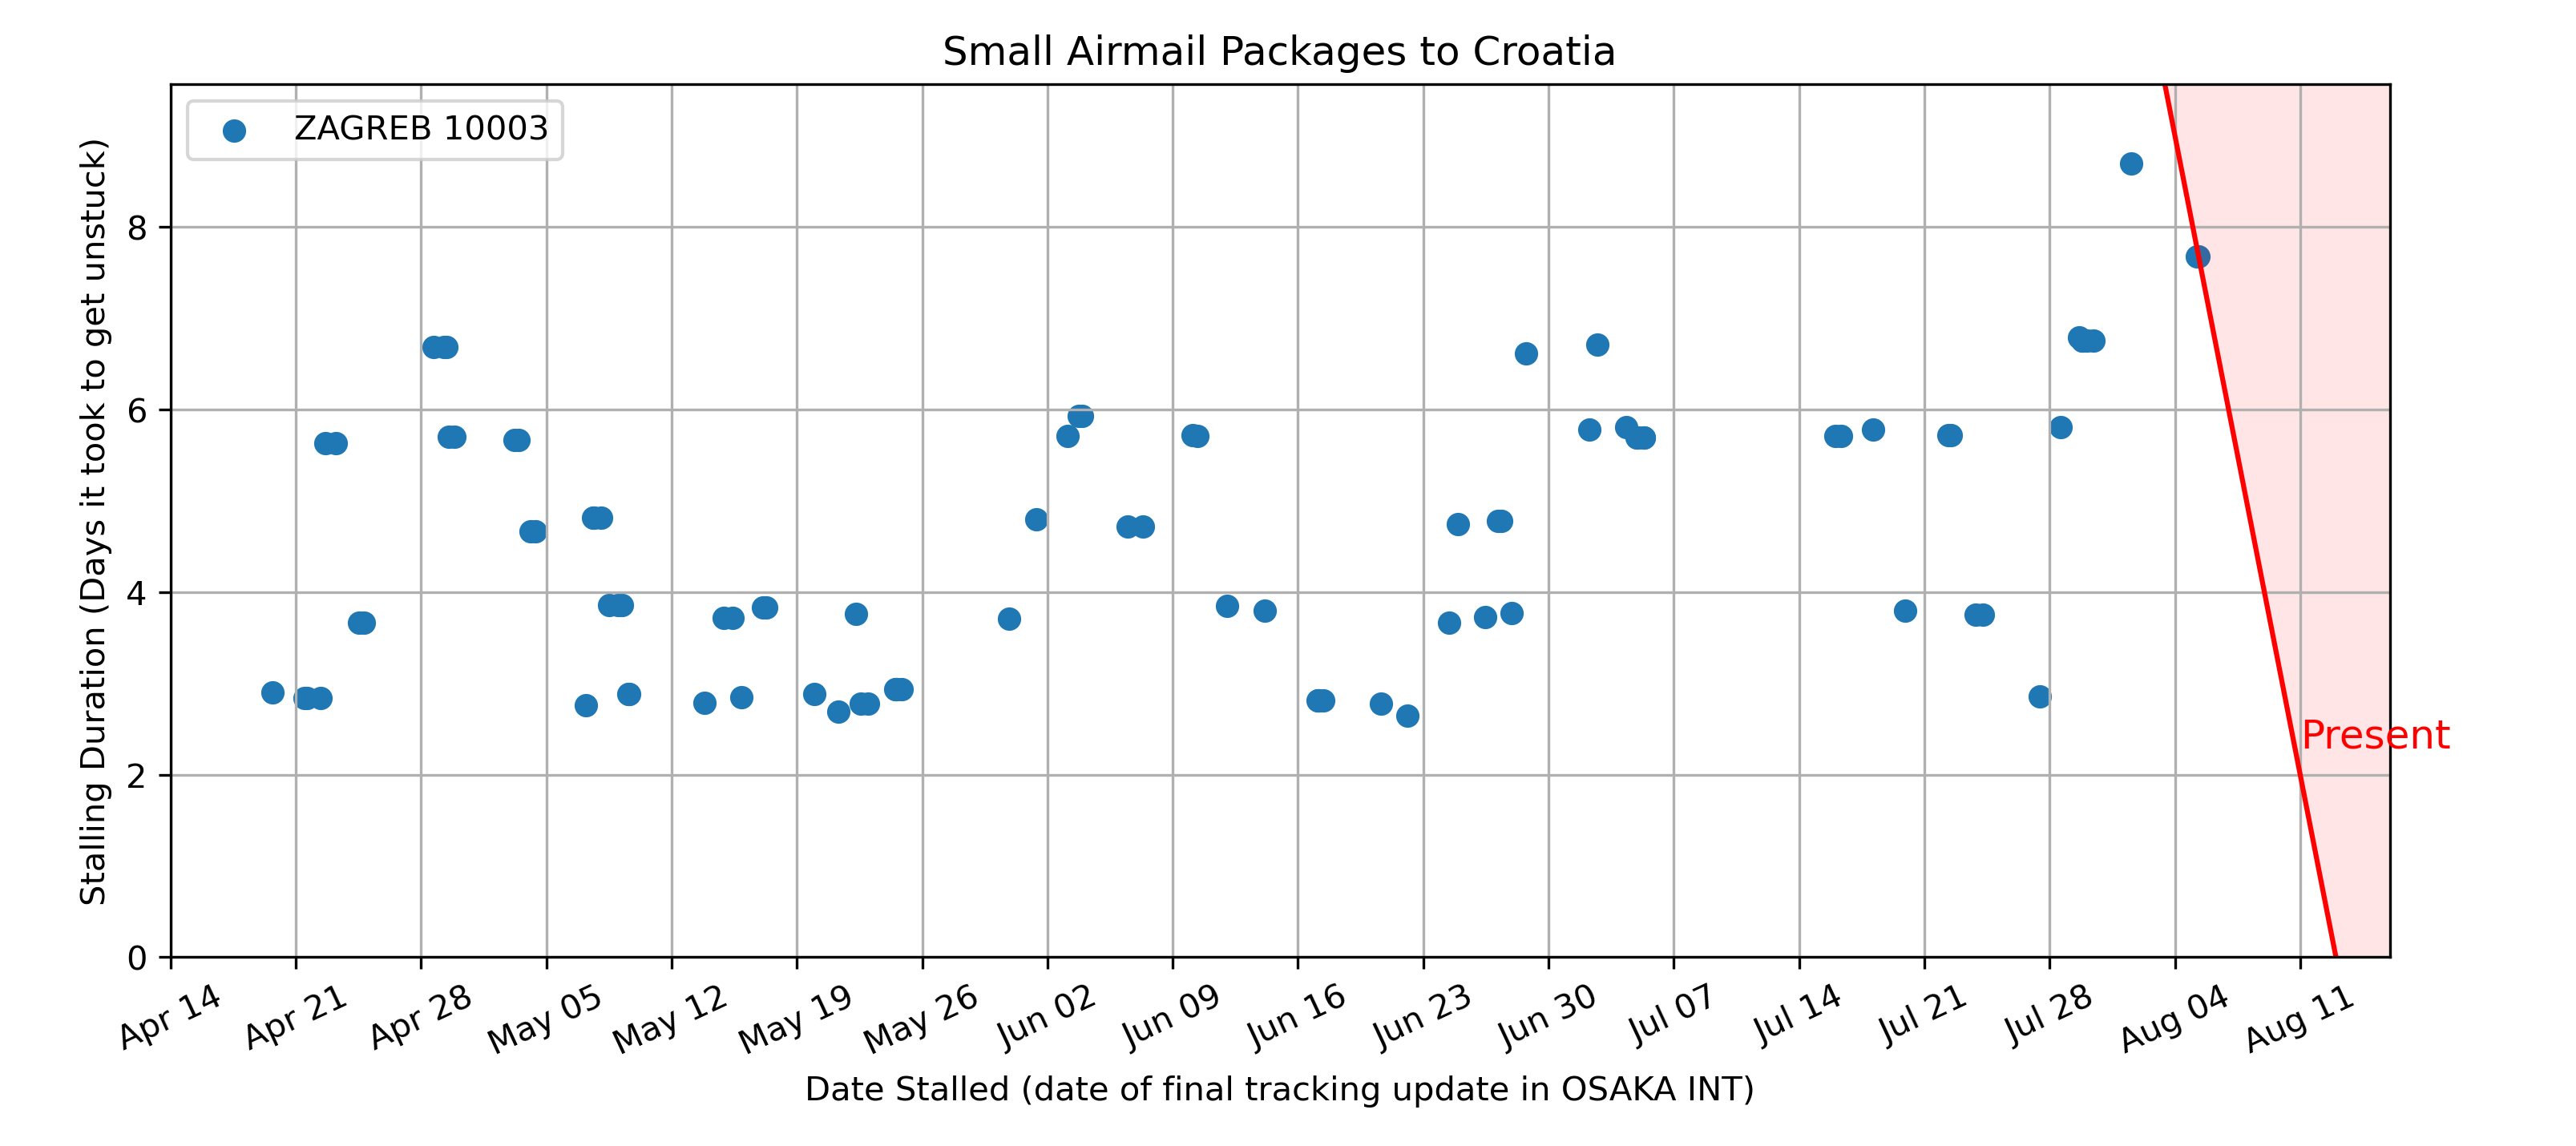 Small Airmail Packages to Croatia
ZAGREB 10003
Stalling Duration (Days it took to get unstuck)
8
6
4
2
0
Present
Apr 14 Apr 21 Apr 28 May 05 May 12 May 19 May 26 Jun 02 Jun 09 Jun 16 Jun 23 Jun 30 Jul 07 Jul 14 Jul 21 Jul 28 Aug 04 Aug 11
Date Stalled (date of final tracking update in OSAKA INT)